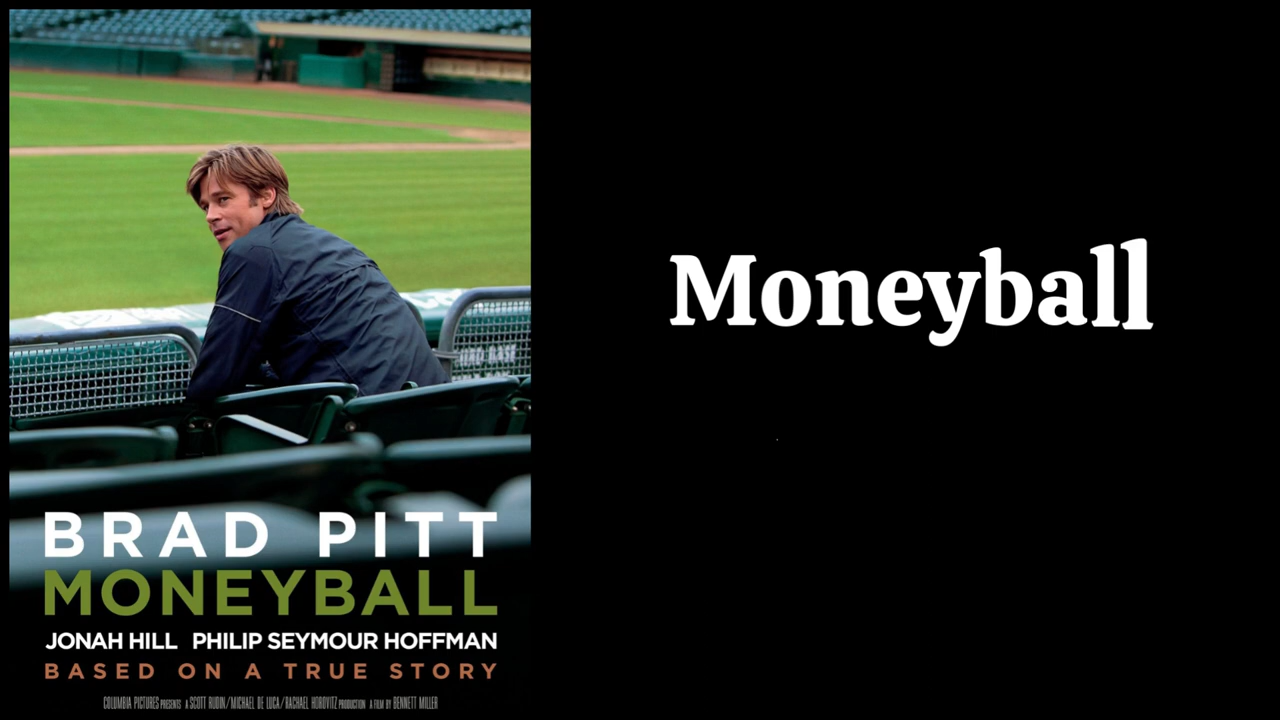 BRAD PITT
MONEYBALL
JONAH HILL PHILIP SEYMOUR HOFFMAN
BASED ON A TRUE STORY
COLUMBIA PICTURES PRESENTS A SCOTT RUDIN/MICHAEL DE LUCA/RACHAEL HOROVITZ PRODUCTION A FILM BY BENNETT MILLER
Moneyball